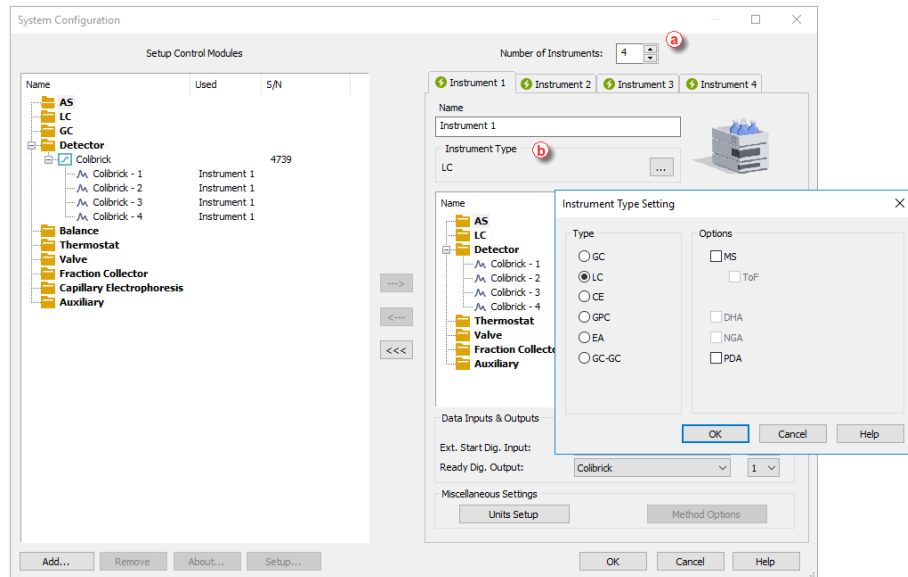 System Configuration
Setup Control Modules
Number of Instruments: 4
a
Name Used S/N
AS
LC
GC
Detector
Colibrick 4739
Colibrick - 1 Instrument 1
Colibrick - 2 Instrument 1
Colibrick - 3 Instrument 1
Colibrick - 4 Instrument 1
Balance
Thermostat
Valve
Fraction Collector
Capillary Electrophoresis
Auxiliary
--->
<---
<<<
Instrument 1 Instrument 2 Instrument 3 Instrument 4
Name
Instrument 1
Instrument Type
b
LC ...
Name
AS
LC
Detector
Colibrick - 1
Colibrick - 2
Colibrick - 3
Colibrick - 4
Thermostat
Valve
Fraction Collecto
Auxiliary
Instrument Type Setting
Type Options
GC MS
LC ToF
CE
GPC DHA
EA NGA
GC-GC PDA
OK Cancel Help
Data Inputs & Outputs
Ext. Start Dig. Input:
Ready Dig. Output: Colibrick 1
Miscellaneous Settings
Units Setup Method Options
Add... Remove About... Setup... OK Cancel Help